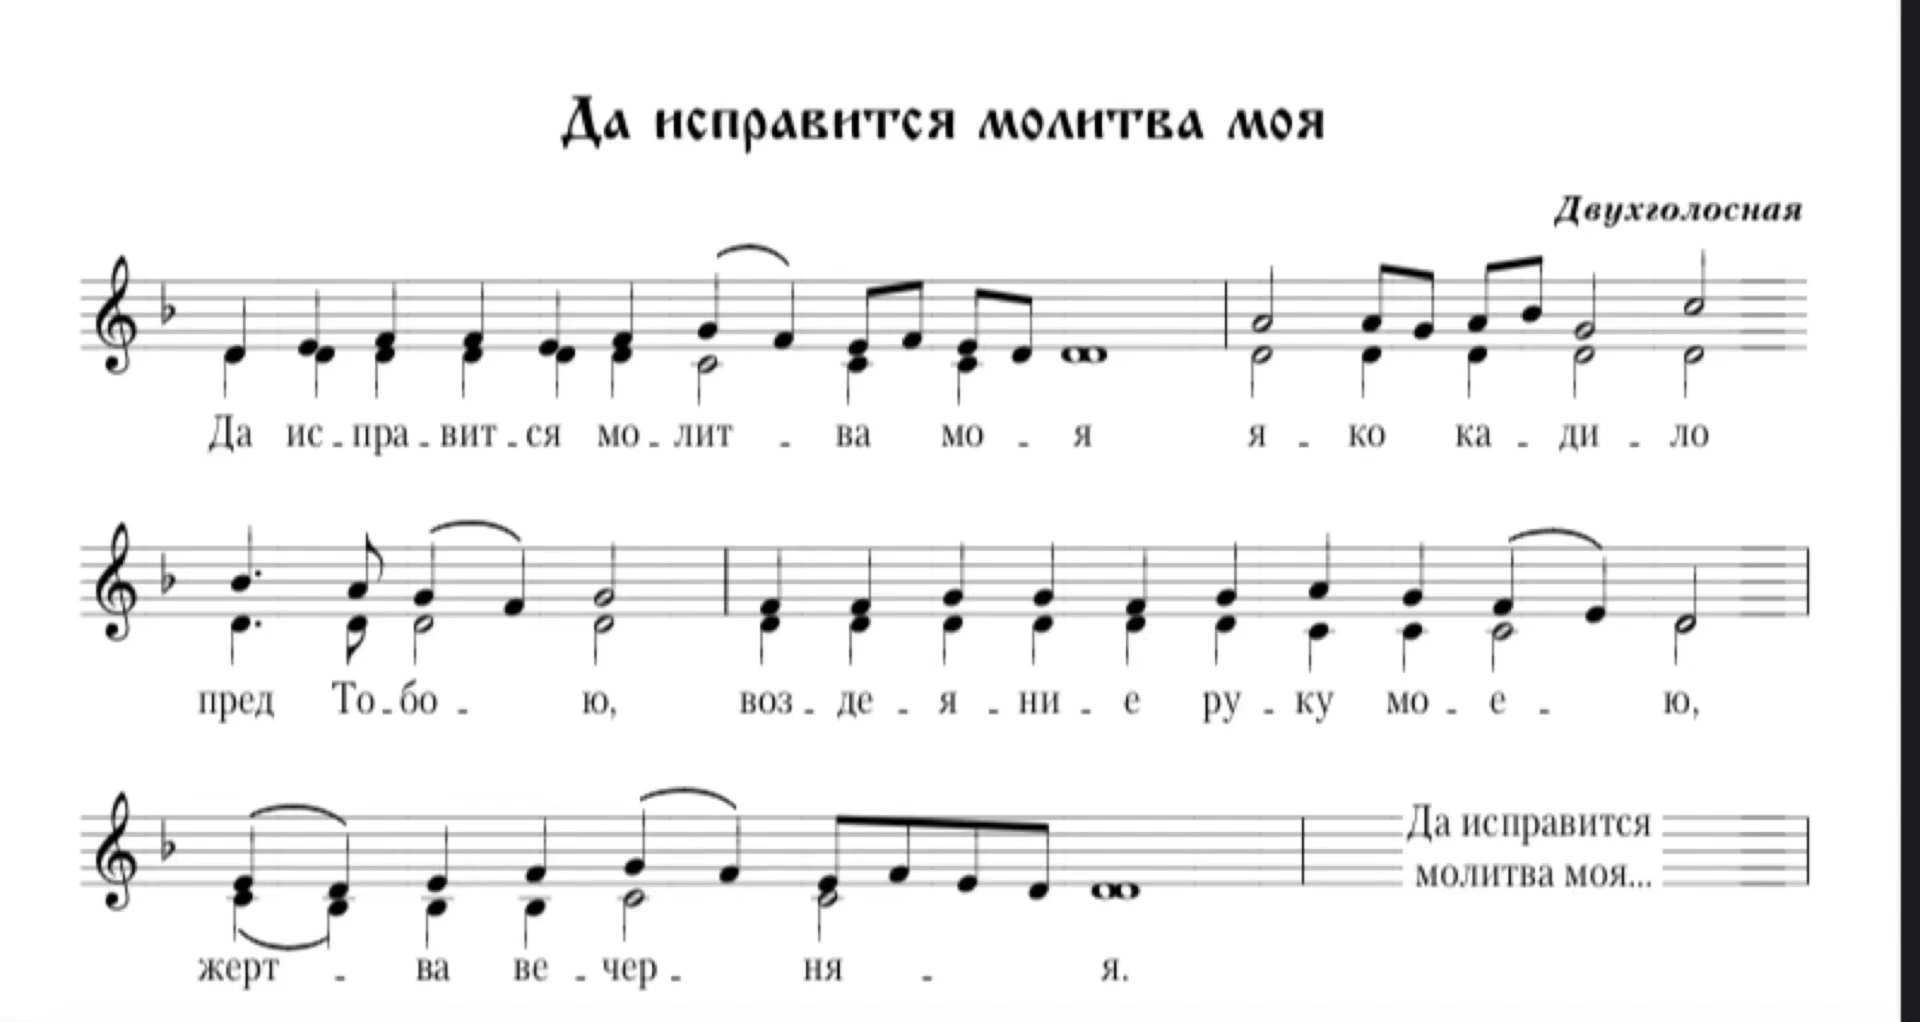 Да исправится молитва моя
Двухголосная
Да ис - пра - вит - ся мо - лит - ва мо - я я - ко ка - ди - ло
пред То - бо - ю, воз - де - я - ни - е ру - ку мо - е - ю,
Да исправится
молитва моя...
жерт - ва ве - чер - ня - я.